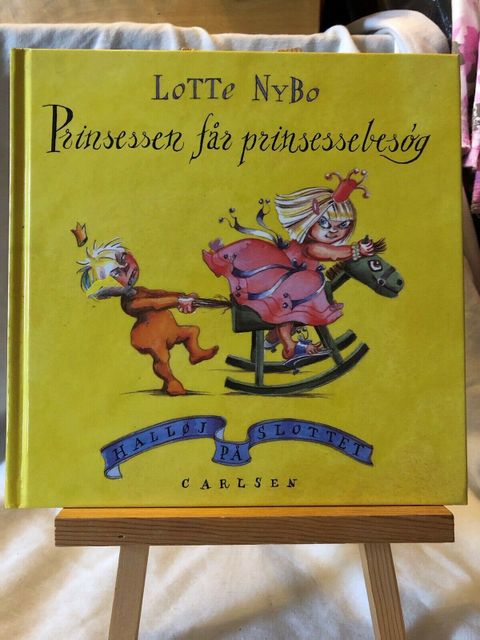 LOTTE NYBO
Prinsessen får prinsessebesøg
HALLØJ PÅ SLOTTET
CARLSEN